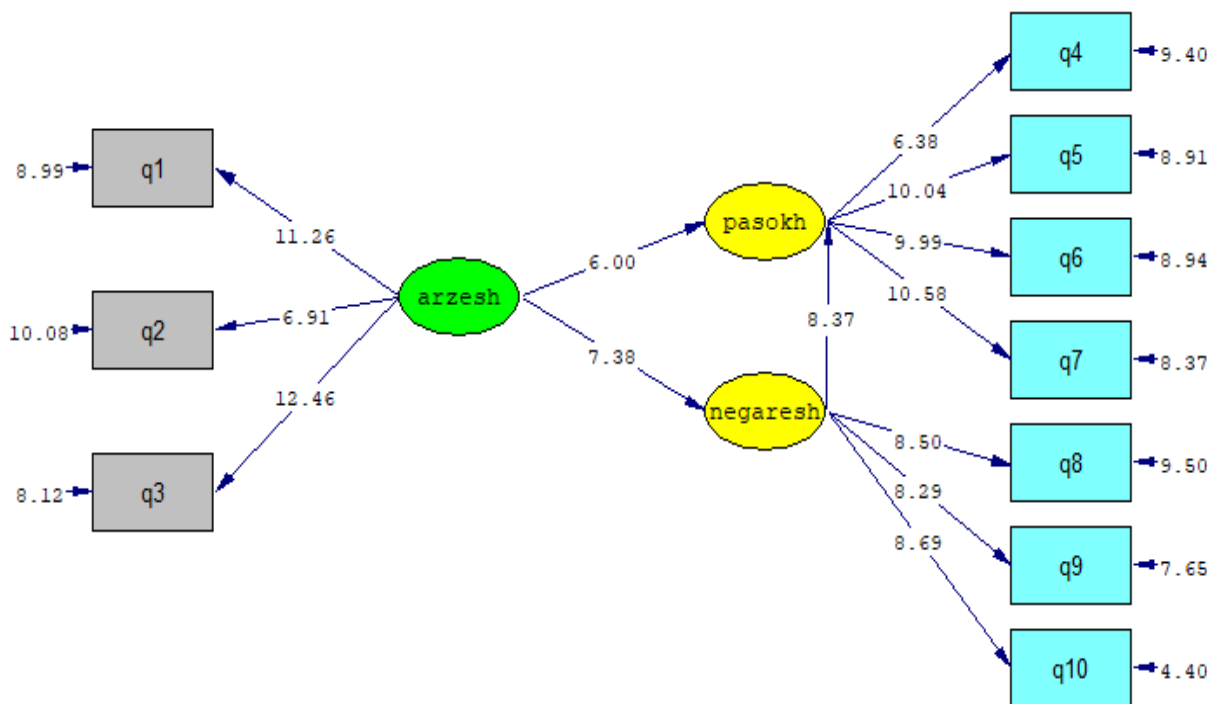 q4
9.40
6.38
q1
8.99
q5
8.91
10.04
pasokh
q6
8.94
9.99
11.26
6.00
10.58
arzesh
q2
10.08
6.91
8.37
q7
8.37
7.38
12.46
negaresh
8.50
q8
9.50
q3
8.12
8.29
8.69
q9
7.65
q10
4.40